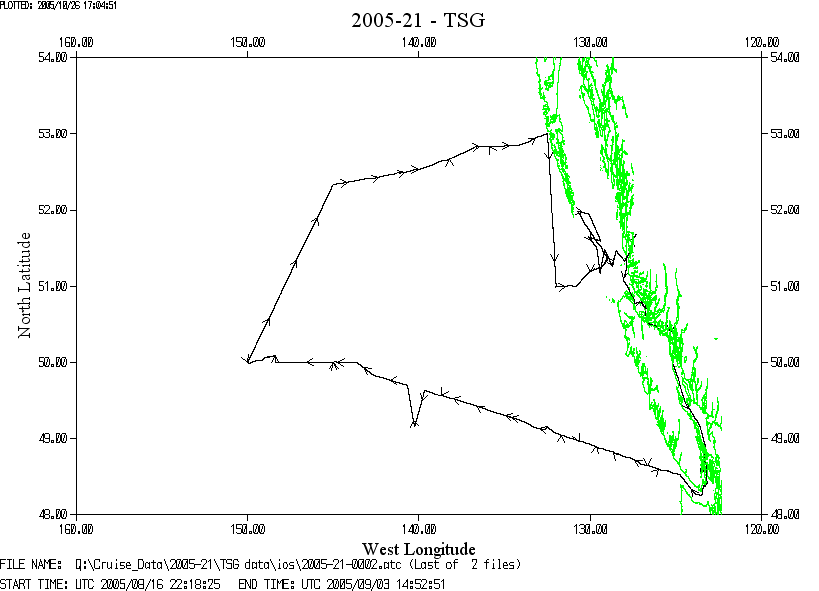 PLOTTED: 2005/10/26 17:04:51
2005-21 - TSG
160.00 150.00 140.00 130.00 120.00
54.00 54.00
53.00 53.00
52.00 52.00
51.00 51.00
50.00 50.00
49.00 49.00
48.00 48.00
160.00 150.00 140.00 130.00 120.00
North Latitude
West Longitude
FILE NAME: Q:\Cruise_Data\2005-21\TSG data\ios\2005-21-0002.atc (Last of 2 files)
START TIME: UTC 2005/08/16 22:18:25 END TIME: UTC 2005/09/03 14:52:51